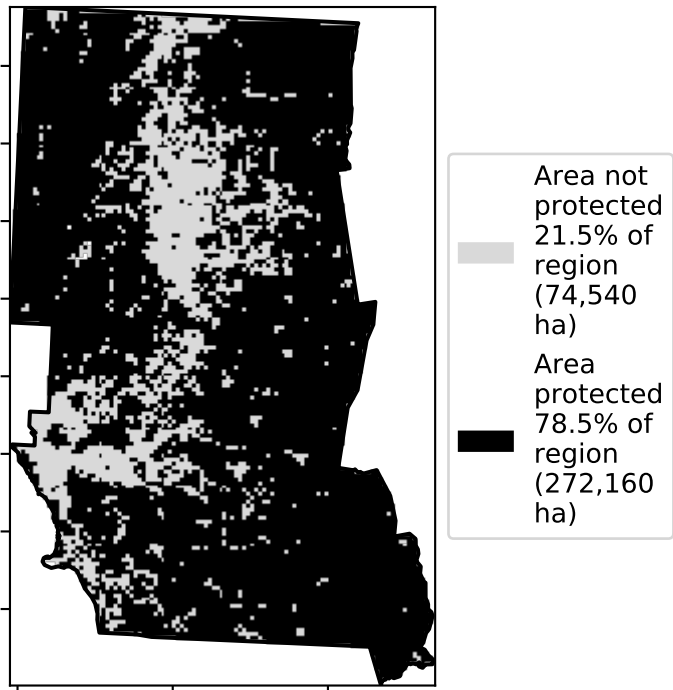 Area not
protected
21.5% of
region
(74,540
ha)
Area
protected
78.5% of
region
(272,160
ha)